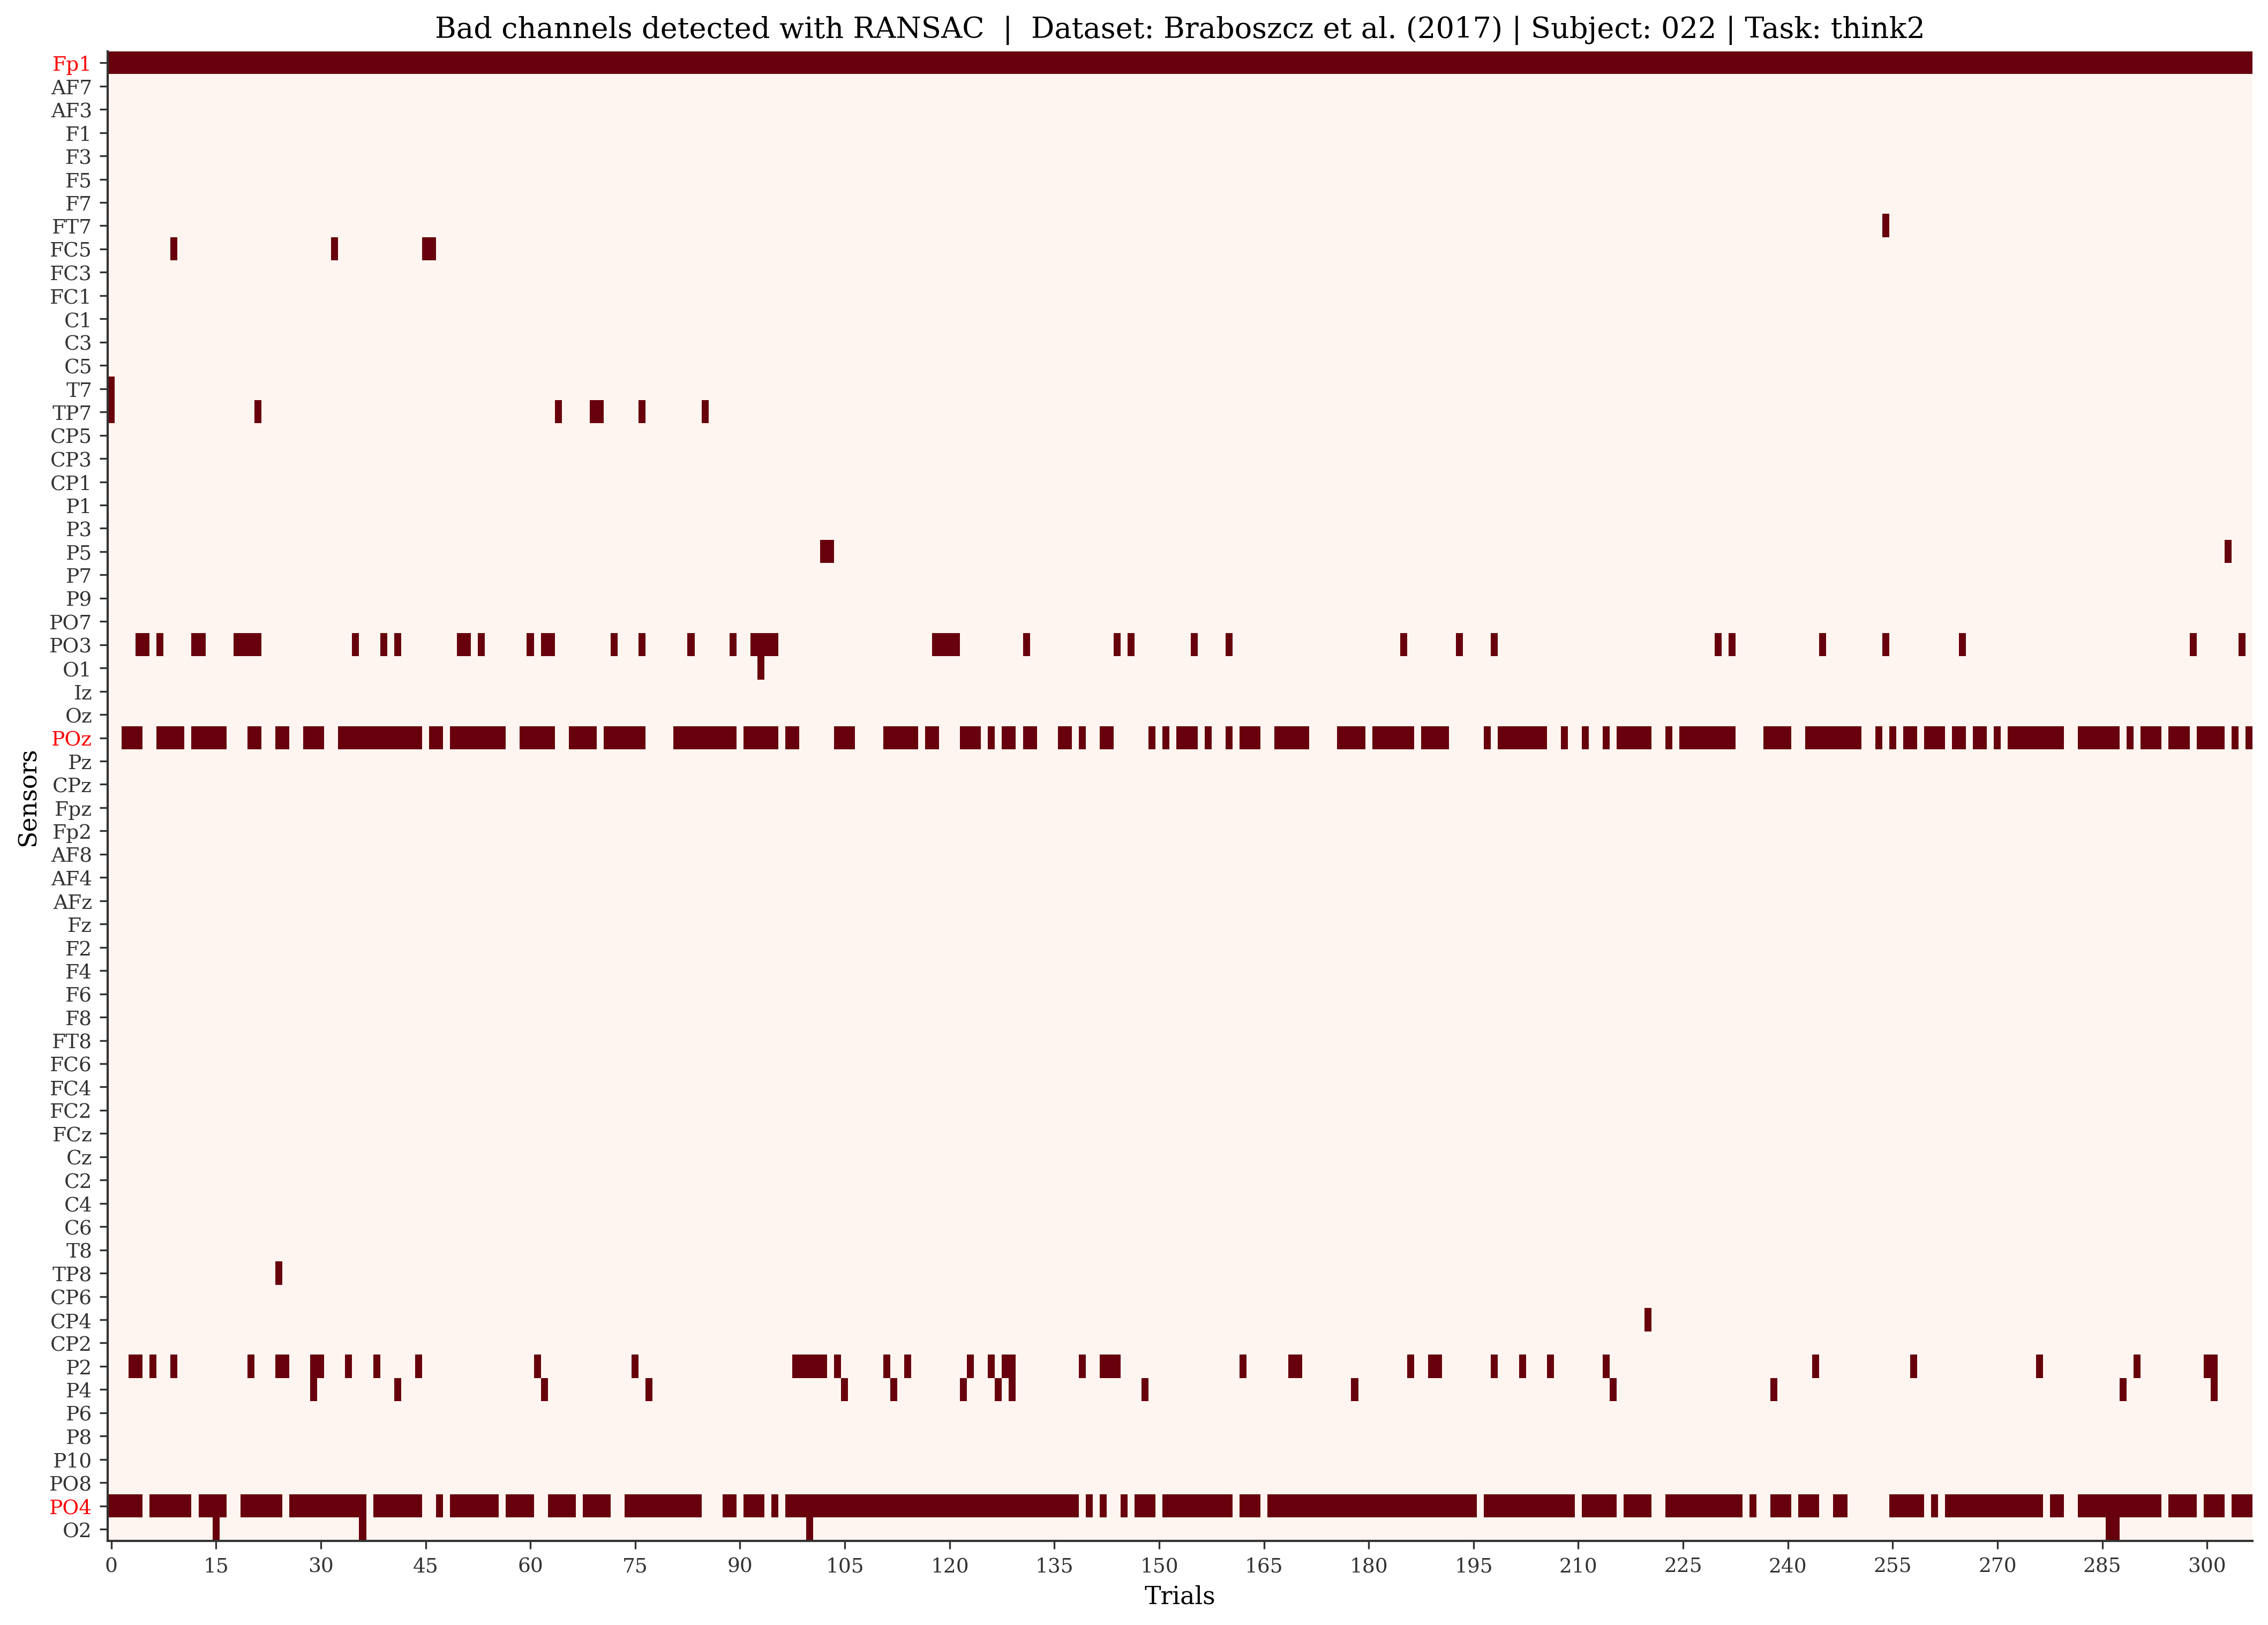 Bad channels detected with RANSAC | Dataset: Braboszcz et al. (2017) | Subject: 022 | Task: think2
Sensors
Fp1
AF7
AF3
F1
F3
F5
F7
FT7
FC5
FC3
FC1
C1
C3
C5
T7
TP7
CP5
CP3
CP1
P1
P3
P5
P7
P9
PO7
PO3
O1
Iz
Oz
POz
Pz
CPz
Fpz
Fp2
AF8
AF4
AFz
Fz
F2
F4
F6
F8
FT8
FC6
FC4
FC2
FCz
Cz
C2
C4
C6
T8
TP8
CP6
CP4
CP2
P2
P4
P6
P8
P10
PO8
PO4
O2
0 15 30 45 60 75 90 105 120 135 150 165 180 195 210 225 240 255 270 285 300
Trials